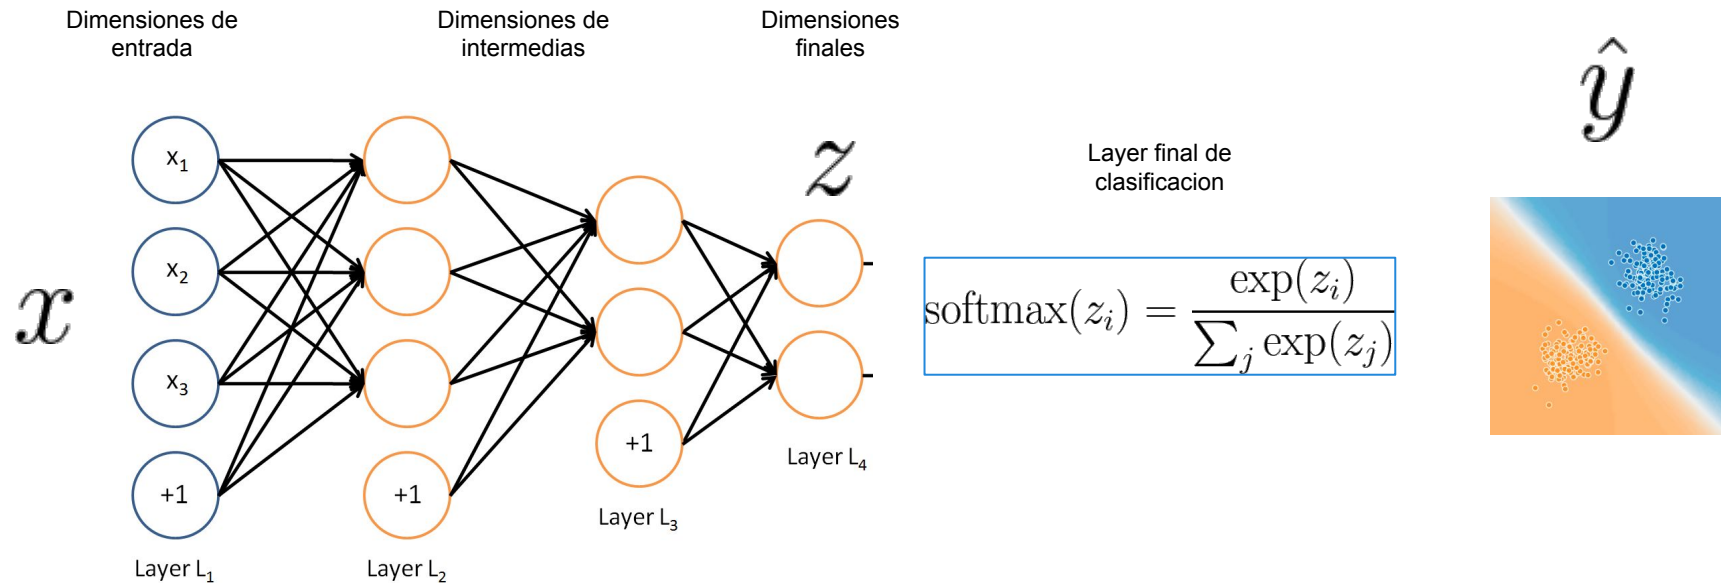 Dimensiones de
entrada
Dimensiones de
intermedias
Dimensiones
finales
ŷ
x
x₁
x₂
x₃
+1
Layer L₁
+1
Layer L₂
+1
Layer L₃
z
Layer L₄
Layer final de
clasificacion
softmax(zᵢ) = exp(zᵢ) / ∑ⱼ exp(zⱼ)